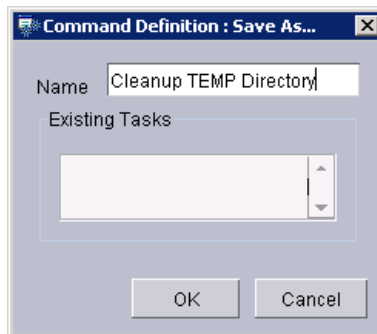 Command Definition : Save As...
Name Cleanup TEMP Directory
Existing Tasks
OK Cancel